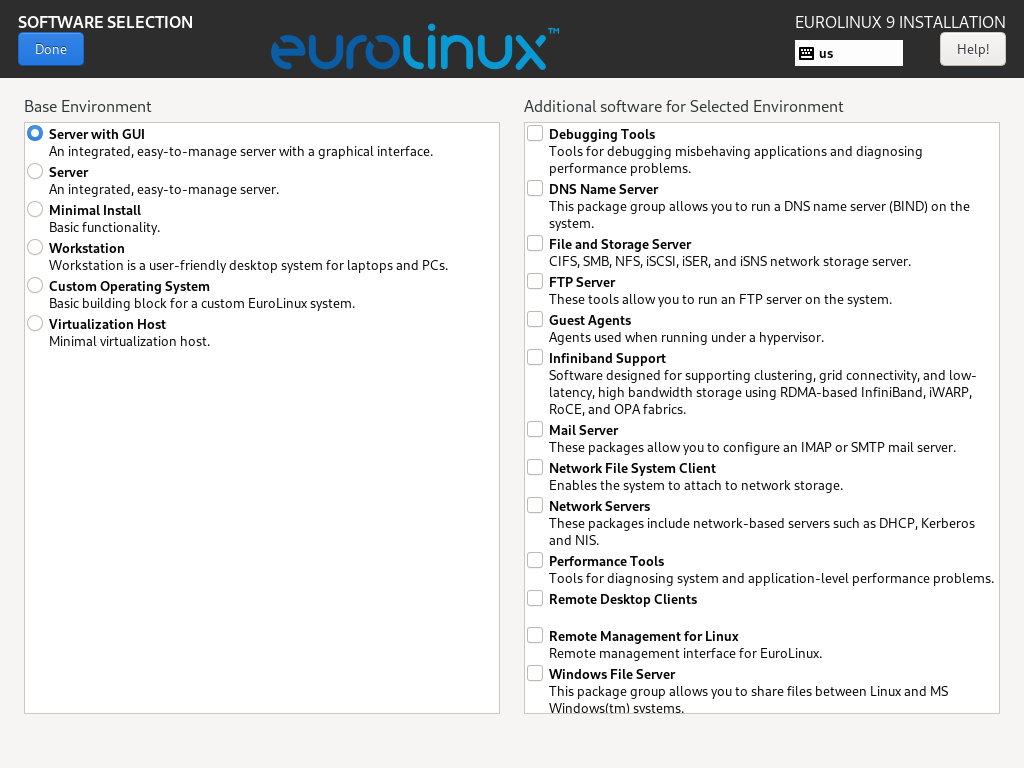 SOFTWARE SELECTION
Done
eurolinux™
EUROLINUX 9 INSTALLATION
us
Help!
Base Environment
Server with GUI
An integrated, easy-to-manage server with a graphical interface.
Server
An integrated, easy-to-manage server.
Minimal Install
Basic functionality.
Workstation
Workstation is a user-friendly desktop system for laptops and PCs.
Custom Operating System
Basic building block for a custom EuroLinux system.
Virtualization Host
Minimal virtualization host.
Additional software for Selected Environment
Debugging Tools
Tools for debugging misbehaving applications and diagnosing
performance problems.
DNS Name Server
This package group allows you to run a DNS name server (BIND) on the
system.
File and Storage Server
CIFS, SMB, NFS, iSCSI, iSER, and iSNS network storage server.
FTP Server
These tools allow you to run an FTP server on the system.
Guest Agents
Agents used when running under a hypervisor.
Infiniband Support
Software designed for supporting clustering, grid connectivity, and low-
latency, high bandwidth storage using RDMA-based InfiniBand, iWARP,
RoCE, and OPA fabrics.
Mail Server
These packages allow you to configure an IMAP or SMTP mail server.
Network File System Client
Enables the system to attach to network storage.
Network Servers
These packages include network-based servers such as DHCP, Kerberos
and NIS.
Performance Tools
Tools for diagnosing system and application-level performance problems.
Remote Desktop Clients
Remote Management for Linux
Remote management interface for EuroLinux.
Windows File Server
This package group allows you to share files between Linux and MS
Windows(tm) systems.